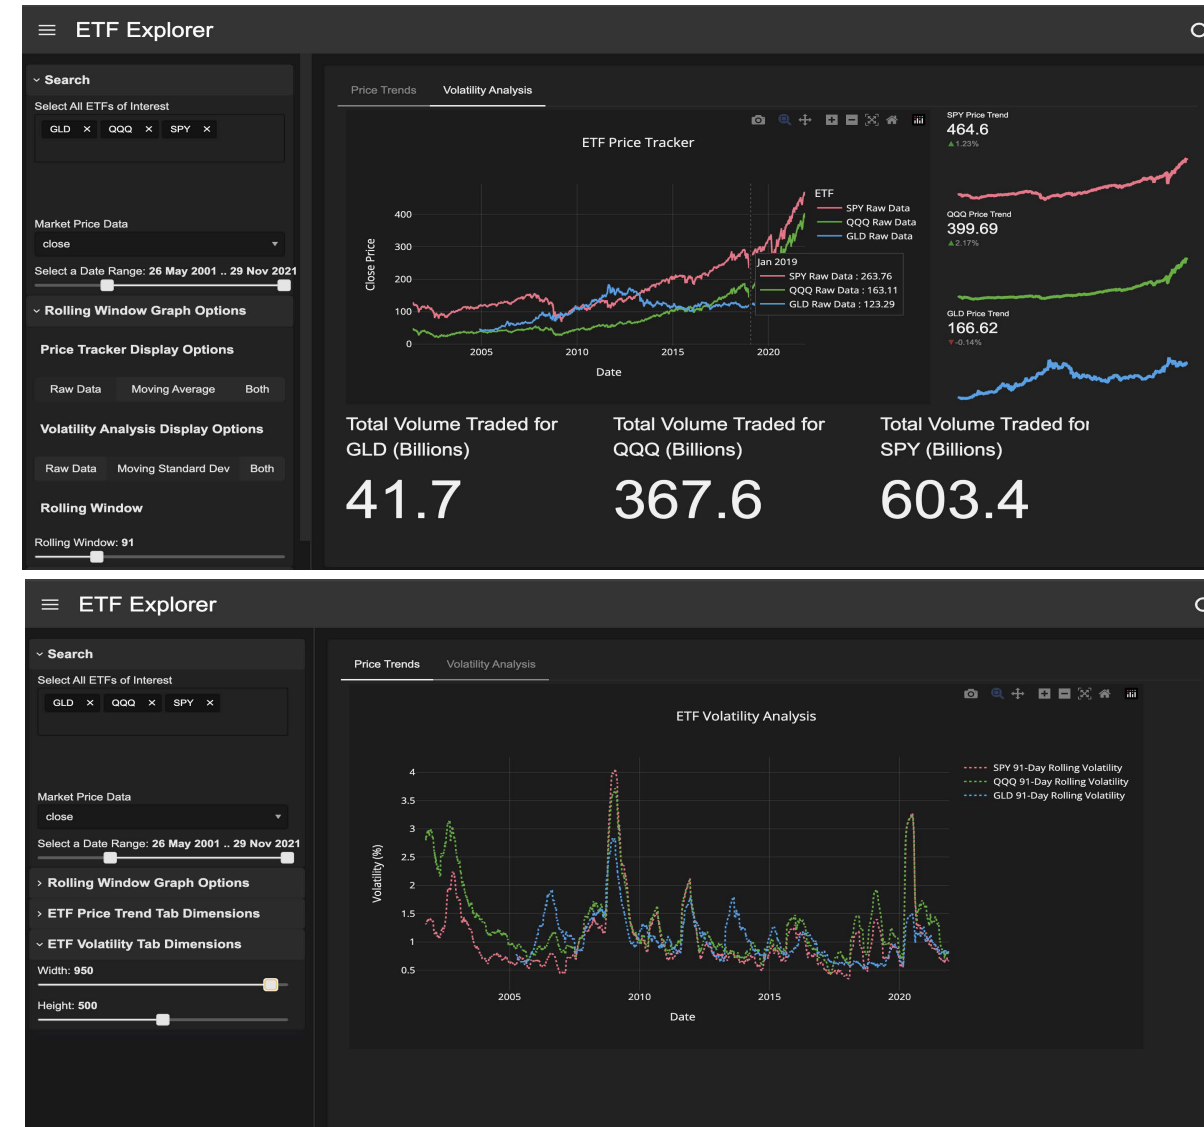 ETF Explorer
Search
Select All ETFs of Interest
GLD × QQQ × SPY ×
Market Price Data
close
Select a Date Range: 26 May 2001 .. 29 Nov 2021
Rolling Window Graph Options
Price Tracker Display Options
Raw Data Moving Average Both
Volatility Analysis Display Options
Raw Data Moving Standard Dev Both
Rolling Window
Rolling Window: 91
Price Trends Volatility Analysis
ETF Price Tracker
Close Price
400
300
200
100
0
2005 2010 2015 2020
Date
ETF
SPY Raw Data
QQQ Raw Data
GLD Raw Data
Jan 2019
SPY Raw Data : 263.76
QQQ Raw Data : 163.11
GLD Raw Data : 123.29
SPY Price Trend
464.6
▲1.23%
QQQ Price Trend
399.69
▲2.17%
GLD Price Trend
166.62
▼-0.14%
Total Volume Traded for
GLD (Billions)
41.7
Total Volume Traded for
QQQ (Billions)
367.6
Total Volume Traded for
SPY (Billions)
603.4
ETF Explorer
Search
Select All ETFs of Interest
GLD × QQQ × SPY ×
Market Price Data
close
Select a Date Range: 26 May 2001 .. 29 Nov 2021
Rolling Window Graph Options
ETF Price Trend Tab Dimensions
ETF Volatility Tab Dimensions
Width: 950
Height: 500
Price Trends Volatility Analysis
ETF Volatility Analysis
Volatility (%)
4
3.5
3
2.5
2
1.5
1
0.5
2005 2010 2015 2020
Date
SPY 91-Day Rolling Volatility
QQQ 91-Day Rolling Volatility
GLD 91-Day Rolling Volatility